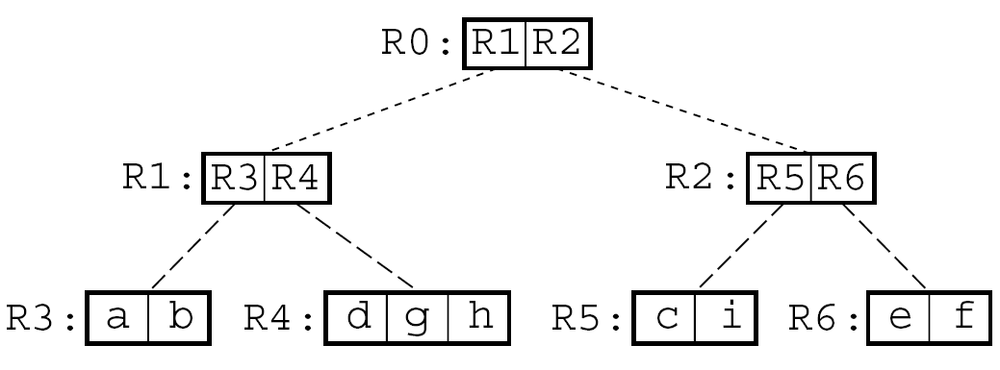 R0: R1 R2
R1: R3 R4 R2: R5 R6
R3: a b R4: d g h R5: c i R6: e f